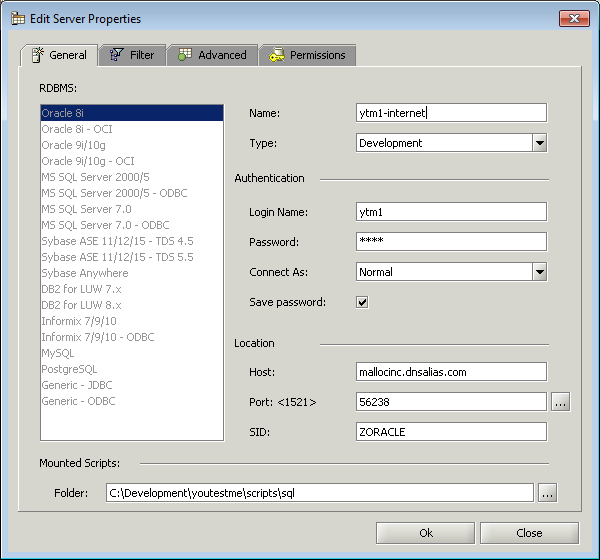 Edit Server Properties
General Filter Advanced Permissions
RDBMS:
Oracle 8i
Oracle 8i - OCI
Oracle 9i/10g
Oracle 9i/10g - OCI
MS SQL Server 2000/5
MS SQL Server 2000/5 - ODBC
MS SQL Server 7.0
MS SQL Server 7.0 - ODBC
Sybase ASE 11/12/15 - TDS 4.5
Sybase ASE 11/12/15 - TDS 5.5
Sybase Anywhere
DB2 for LUW 7.x
DB2 for LUW 8.x
Informix 7/9/10
Informix 7/9/10 - ODBC
MySQL
PostgreSQL
Generic - JDBC
Generic - ODBC
Name: ytm1-internet
Type: Development
Authentication
Login Name: ytm1
Password: ****
Connect As: Normal
Save password:
Location
Host: mallocinc.dnsalias.com
Port: <1521> 56238 ...
SID: ZORACLE
Mounted Scripts:
Folder: C:\Development\youtestme\scripts\sql ...
Ok Close